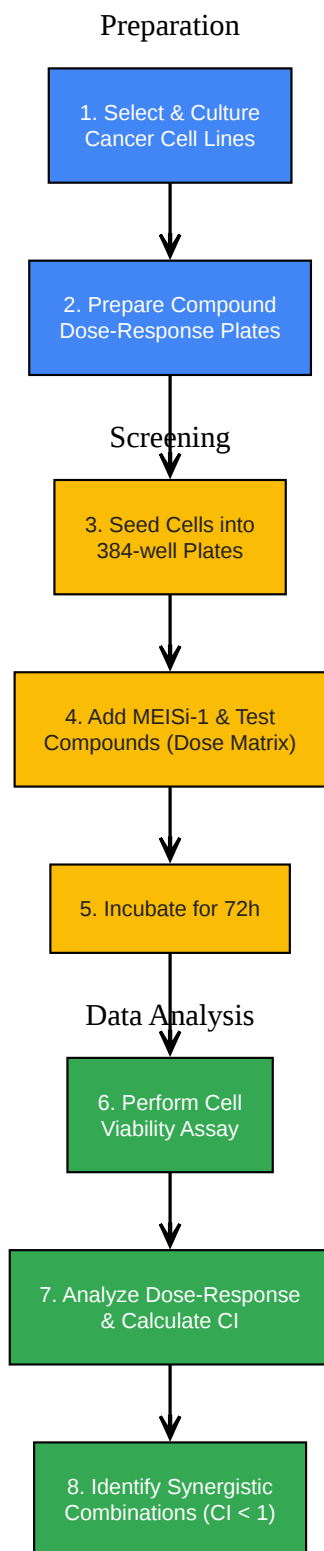 Preparation
1. Select & Culture
Cancer Cell Lines
2. Prepare Compound
Dose-Response Plates
Screening
3. Seed Cells into
384-well Plates
4. Add MEISi-1 & Test
Compounds (Dose Matrix)
5. Incubate for 72h
Data Analysis
6. Perform Cell
Viability Assay
7. Analyze Dose-Response
& Calculate CI
8. Identify Synergistic
Combinations (CI < 1)